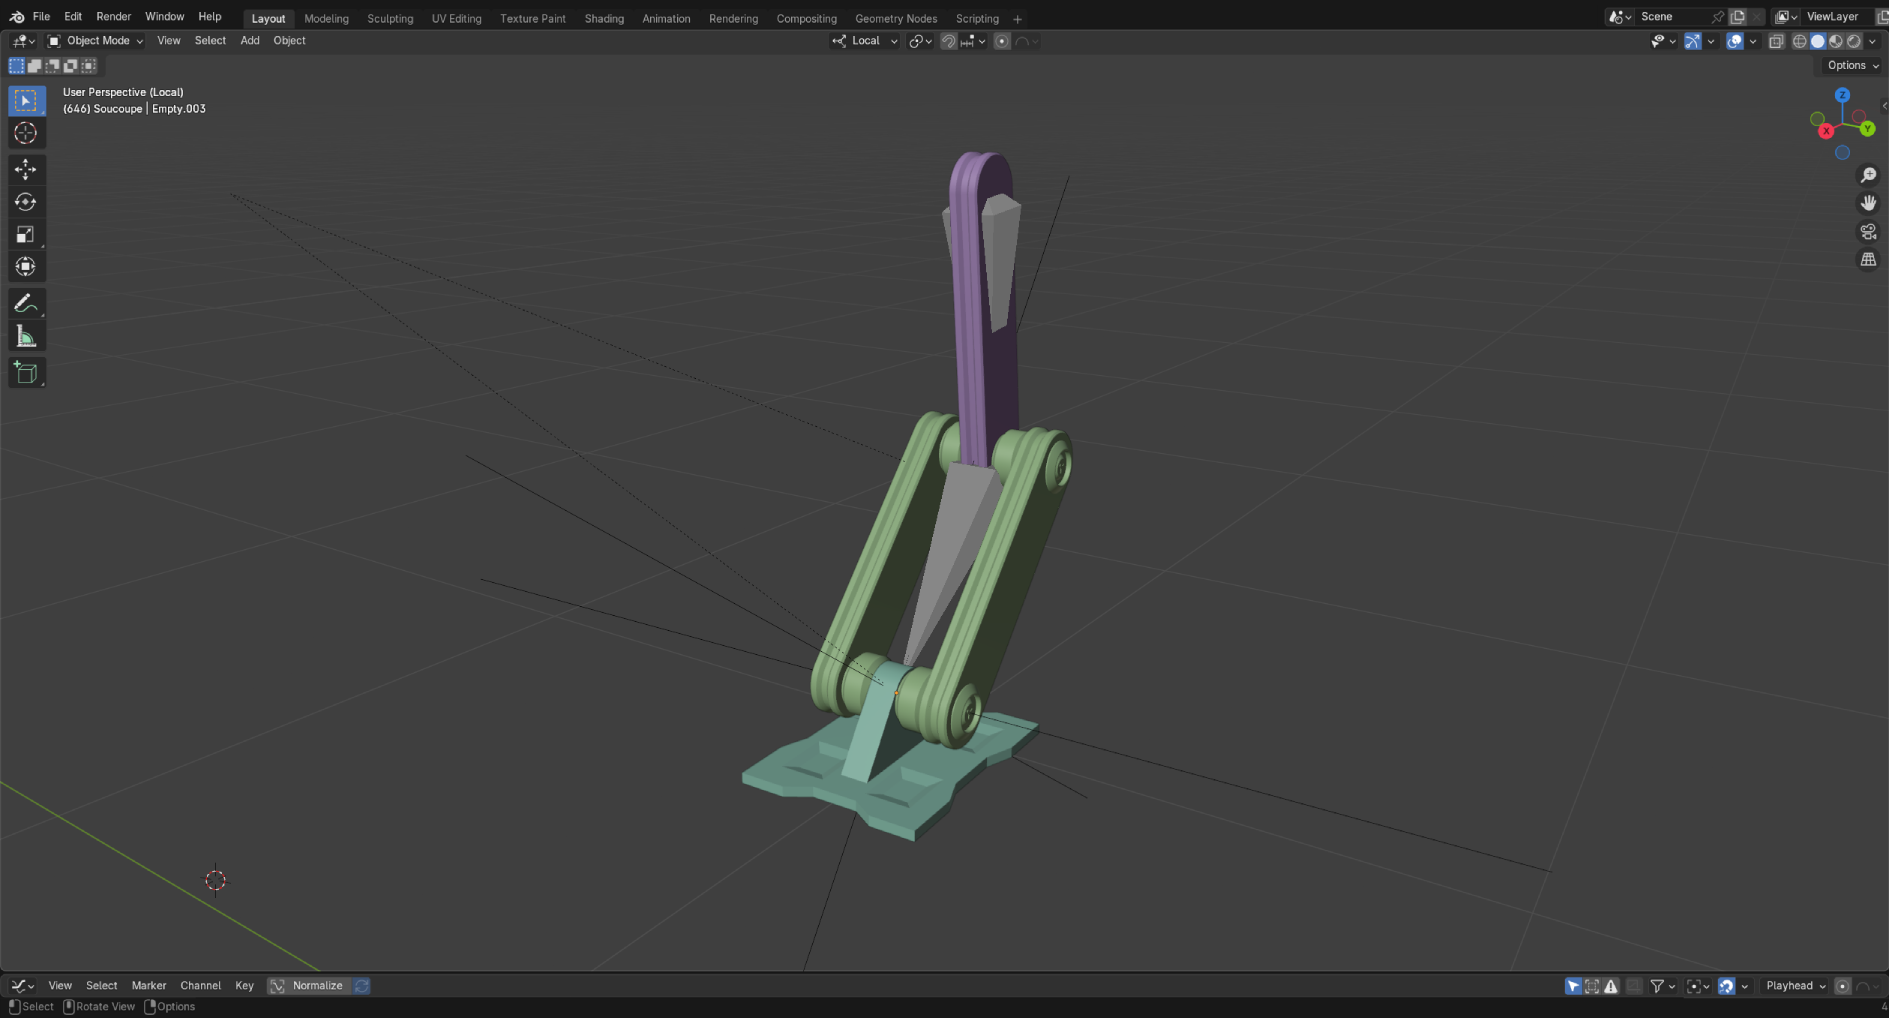 File Edit Render Window Help Layout Modeling Sculpting UV Editing Texture Paint Shading Animation Rendering Compositing Geometry Nodes Scripting + Scene ViewLayer
Object Mode View Select Add Object Local
Options
User Perspective (Local)
(646) Soucoupe | Empty.003
Z
X Y
View Select Marker Channel Key Normalize Playhead
Select Rotate View Options 4